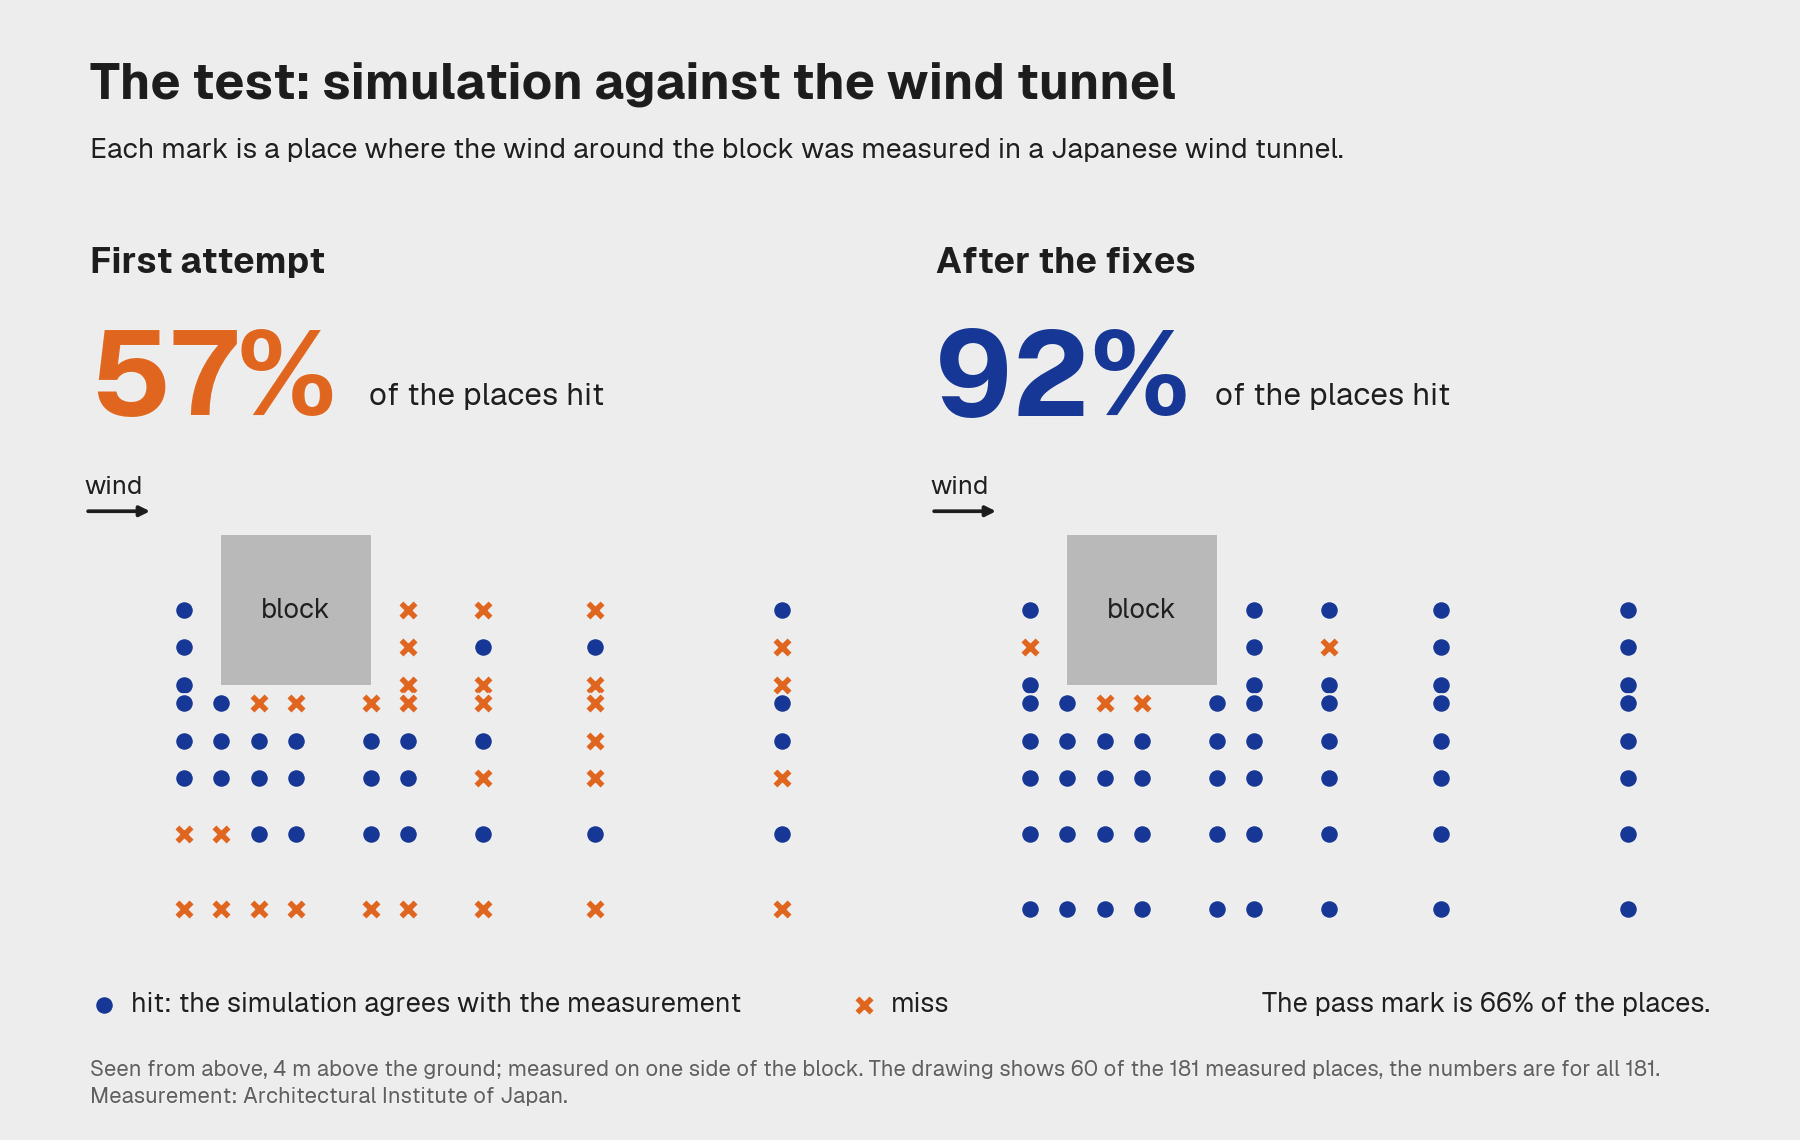 The test: simulation against the wind tunnel
Each mark is a place where the wind around the block was measured in a Japanese wind tunnel.
First attempt
57% of the places hit
wind
block
After the fixes
92% of the places hit
wind
block
hit: the simulation agrees with the measurement
miss
The pass mark is 66% of the places.
Seen from above, 4 m above the ground; measured on one side of the block. The drawing shows 60 of the 181 measured places, the numbers are for all 181.
Measurement: Architectural Institute of Japan.